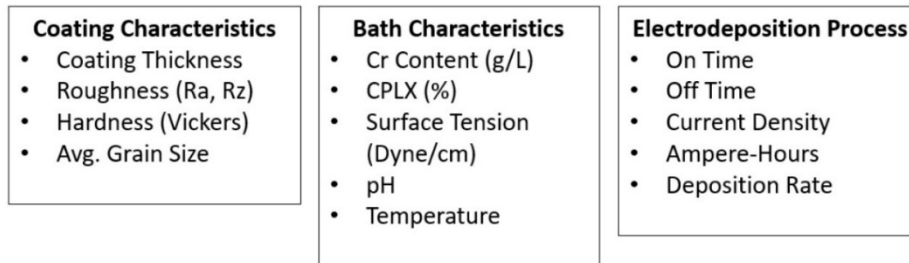 Coating Characteristics
• Coating Thickness
• Roughness (Ra, Rz)
• Hardness (Vickers)
• Avg. Grain Size
Bath Characteristics
• Cr Content (g/L)
• CPLX (%)
• Surface Tension
(Dyne/cm)
• pH
• Temperature
Electrodeposition Process
• On Time
• Off Time
• Current Density
• Ampere-Hours
• Deposition Rate